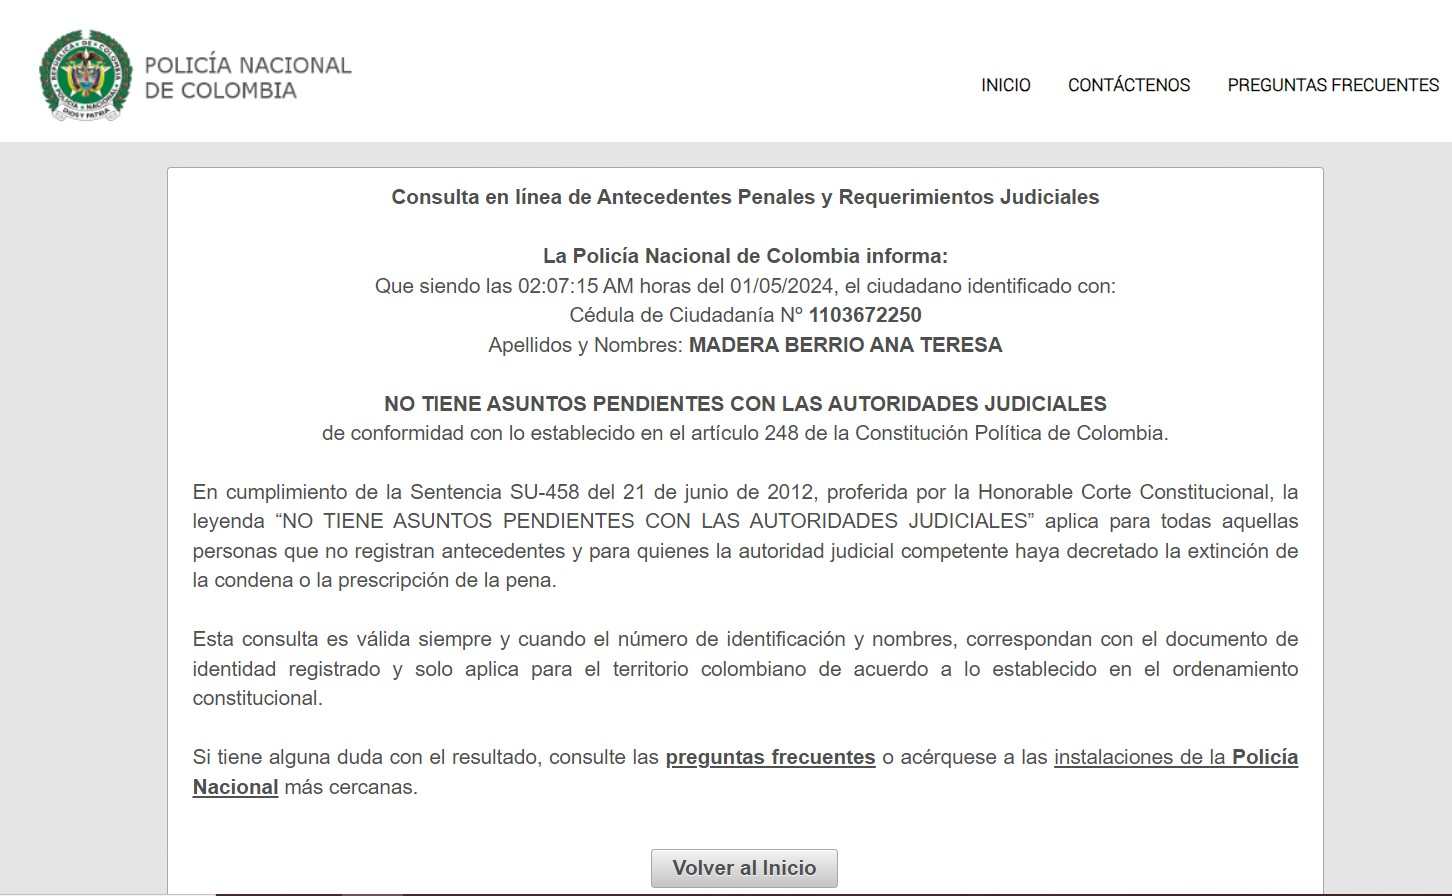 POLICÍA NACIONAL
DE COLOMBIA
INICIO CONTÁCTENOS PREGUNTAS FRECUENTES
Consulta en línea de Antecedentes Penales y Requerimientos Judiciales
La Policía Nacional de Colombia informa:
Que siendo las 02:07:15 AM horas del 01/05/2024, el ciudadano identificado con:
Cédula de Ciudadanía Nº 1103672250
Apellidos y Nombres: MADERA BERRIO ANA TERESA
NO TIENE ASUNTOS PENDIENTES CON LAS AUTORIDADES JUDICIALES
de conformidad con lo establecido en el artículo 248 de la Constitución Política de Colombia.
En cumplimiento de la Sentencia SU-458 del 21 de junio de 2012, proferida por la Honorable Corte Constitucional, la
leyenda “NO TIENE ASUNTOS PENDIENTES CON LAS AUTORIDADES JUDICIALES” aplica para todas aquellas
personas que no registran antecedentes y para quienes la autoridad judicial competente haya decretado la extinción de
la condena o la prescripción de la pena.
Esta consulta es válida siempre y cuando el número de identificación y nombres, correspondan con el documento de
identidad registrado y solo aplica para el territorio colombiano de acuerdo a lo establecido en el ordenamiento
constitucional.
Si tiene alguna duda con el resultado, consulte las preguntas frecuentes o acérquese a las instalaciones de la Policía
Nacional más cercanas.
Volver al Inicio